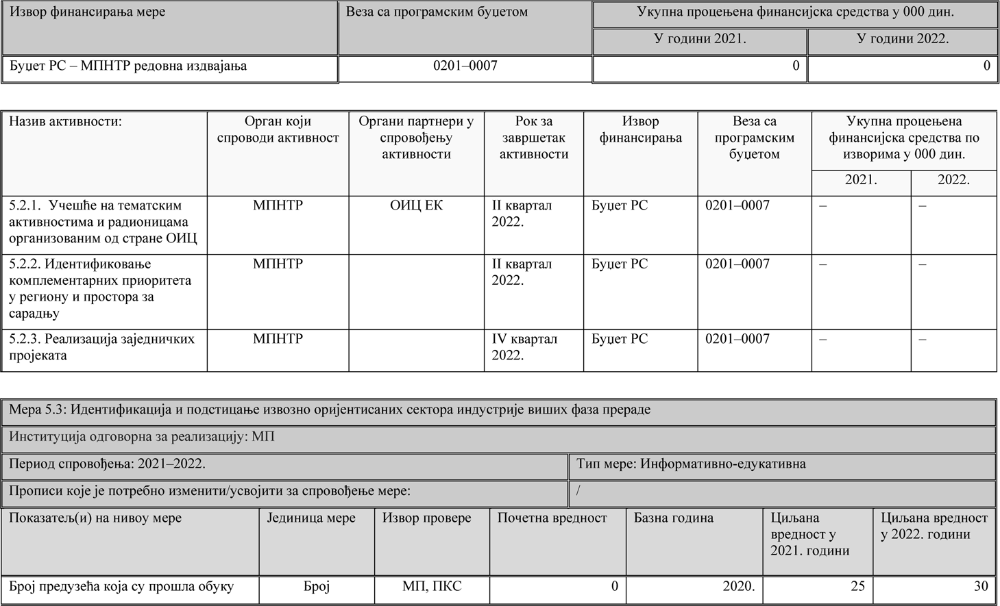 Извор финансирања мере
Веза са програмским буџетом
Укупна процењена финансијска средства у 000 дин.
У години 2021.
У години 2022.
Буџет РС – МПНТР редовна издвајања
0201–0007
0
0
Назив активности:
Орган који
спроводи активност
Органи партнери у
спровођењу
активности
Рок за
завршетак
активности
Извор
финансирања
Веза са
програмским
буџетом
Укупна процењена
финансијска средства по
изворима у 000 дин.
2021.
2022.
5.2.1. Учешће на тематским
активностима и радионицама
организованим од стране ОИЦ
МПНТР
ОИЦ ЕК
II квартал
2022.
Буџет РС
0201–0007
–
–
5.2.2. Идентификовање
комплементарних приоритета
у региону и простора за
сарадњу
МПНТР
II квартал
2022.
Буџет РС
0201–0007
–
–
5.2.3. Реализација заједничких
пројеката
МПНТР
IV квартал
2022.
Буџет РС
0201–0007
–
–
Мера 5.3: Идентификација и подстицање извозно оријентисаних сектора индустрије виших фаза прераде
Институција одговорна за реализацију: МП
Период спровођења: 2021–2022.
Тип мере: Информативно-едукативна
Прописи које је потребно изменити/усвојити за спровођење мере:
/
Показатељ(и) на нивоу мере
Јединица мере
Извор провере
Почетна вредност
Базна година
Циљана
вредност у
2021. години
Циљана вредност
у 2022. години
Број предузећа која су прошла обуку
Број
МП, ПКС
0
2020.
25
30